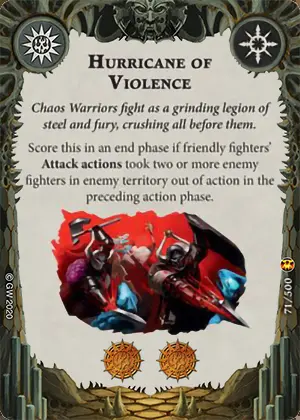 HURRICANE OF
VIOLENCE
Chaos Warriors fight as a grinding legion of
steel and fury, crushing all before them.
Score this in an end phase if friendly fighters'
Attack actions took two or more enemy
fighters in enemy territory out of action in the
preceding action phase.
© GW 2020
71/500